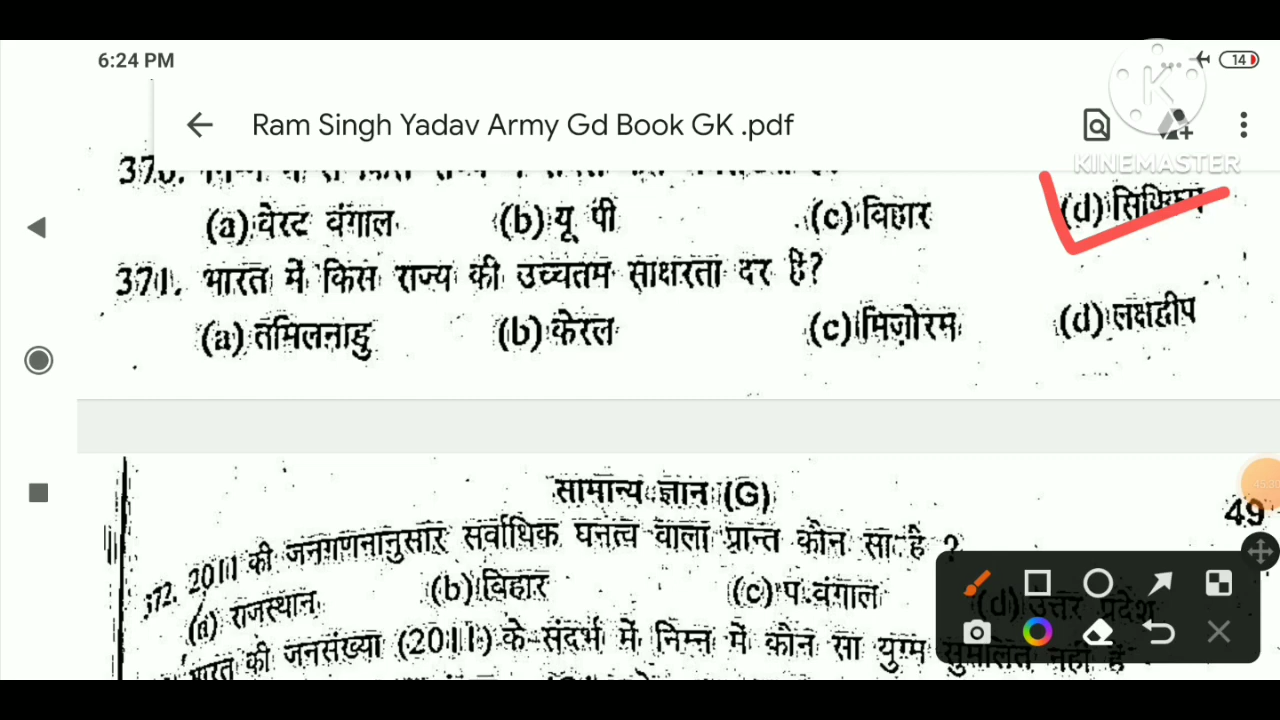 6:24 PM
14
Ram Singh Yadav Army Gd Book GK .pdf
KINEMASTER
370.
(a) वेस्ट बंगाल (b) यू पी (c) बिहार (d) सिक्किम
371. भारत में किस राज्य की उच्चतम साक्षरता दर है?
(a) तमिलनाडु (b) केरल (c) मिज़ोरम (d) लक्षद्वीप
सामान्य ज्ञान (G)
49
372. 2011 की जनगणनानुसार सर्वाधिक घनत्व वाला प्रान्त कौन सा है ?
(a) राजस्थान (b) बिहार (c) प. बंगाल (d) उत्तर प्रदेश
भारत की जनसंख्या (2011) के संदर्भ में निम्न में कौन सा युग्म सुमेलित नहीं है